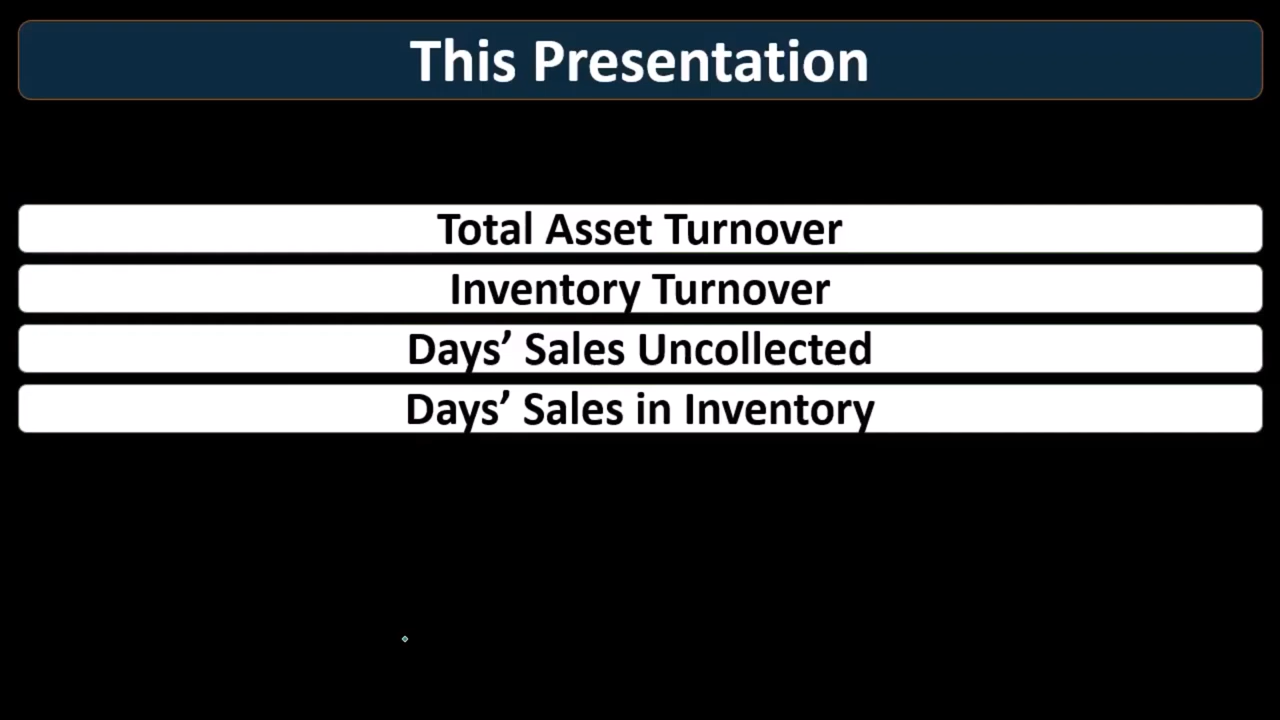 This Presentation
Total Asset Turnover
Inventory Turnover
Days’ Sales Uncollected
Days’ Sales in Inventory